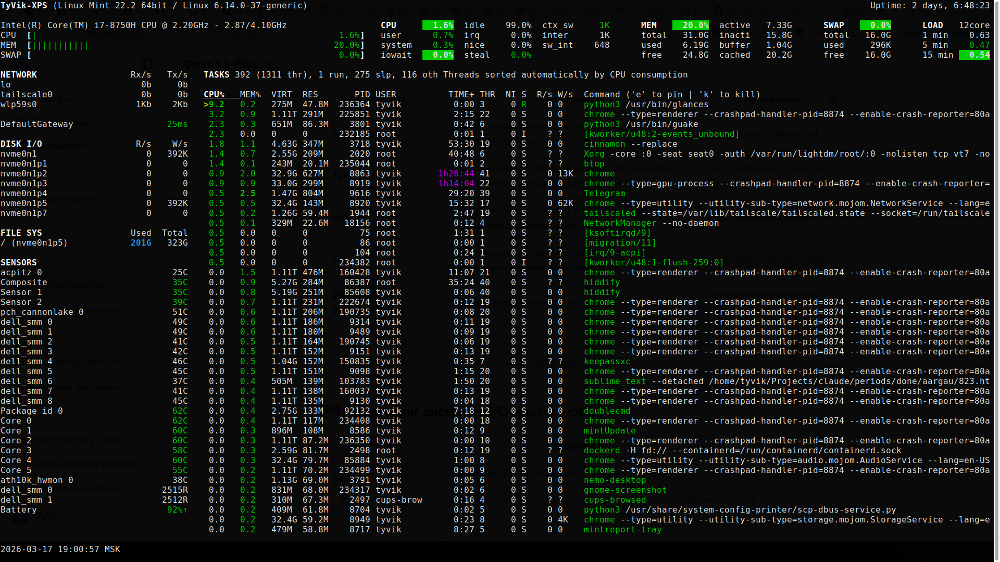 TyVik-XPS (Linux Mint 22.2 64bit / Linux 6.14.0-37-generic) Uptime: 2 days, 6:48:23
Intel(R) Core(TM) i7-8750H CPU @ 2.20GHz - 2.87/4.10GHz CPU 1.6% idle 99.0% ctx_sw 1K MEM 20.0% active 7.33G SWAP 0.0% LOAD 12core
CPU [| 1.6%] user 0.7% irq 0.0% inter 1K total 31.0G inacti 15.8G total 16.0G 1 min 0.63
MEM [||||||||||| 20.0%] system 0.3% nice 0.0% sw_int 648 used 6.19G buffer 1.04G used 296K 5 min 0.47
SWAP [ 0.0%] iowait 0.0% steal 0.0% free 24.8G cached 20.2G free 16.0G 15 min 0.54
Qwen3.5-Plus
NETWORK Rx/s Tx/s TASKS 392 (1311 thr), 1 run, 275 slp, 116 oth Threads sorted automatically by CPU consumption
lo 0b 0b
tailscale0 0b 0b CPU% MEM% VIRT RES PID USER TIME+ THR NI S R/s W/s Command ('e' to pin | 'k' to kill)
wlp59s0 1Kb 2Kb >9.2 0.2 275M 47.8M 236364 tyvik 0:00 3 0 R 0 0 python3 /usr/bin/glances
3.2 0.9 1.11T 291M 225851 tyvik 2:15 22 0 S 0 0 chrome --type=renderer --crashpad-handler-pid=8874 --enable-crash-reporter=80a
DefaultGateway 25ms 2.3 0.3 651M 86.3M 3801 tyvik 0:42 6 0 S 0 0 python3 /usr/bin/guake
2.3 0.0 0 0 232185 root 0:01 1 0 I ? ? [kworker/u48:2-events_unbound]
DISK I/O R/s W/s 1.8 1.1 4.63G 347M 3718 tyvik 53:30 19 0 S 0 0 cinnamon --replace
nvme0n1 0 392K 1.4 0.7 2.55G 209M 2020 root 40:48 6 0 S ? ? Xorg -core :0 -seat seat0 -auth /var/run/lightdm/root/:0 -nolisten tcp vt7 -no
nvme0n1p1 0 0 1.4 0.1 243M 20.1M 235044 root 0:01 2 0 S ? ? btop
nvme0n1p2 0 0 0.9 2.0 32.9G 627M 8863 tyvik 1h26:44 41 0 S 0 13K chrome
nvme0n1p3 0 0 0.9 0.9 33.0G 299M 8919 tyvik 1h14:04 22 0 S 0 0 chrome --type=gpu-process --crashpad-handler-pid=8874 --enable-crash-reporter=
nvme0n1p4 0 0 0.5 2.5 1.47G 804M 9616 tyvik 29:20 39 0 S 0 0 Telegram
nvme0n1p5 0 392K 0.5 0.5 32.4G 143M 8920 tyvik 15:32 17 0 S 0 62K chrome --type=utility --utility-sub-type=network.mojom.NetworkService --lang=e
nvme0n1p7 0 0 0.5 0.2 1.26G 59.4M 1944 root 2:47 19 0 S ? ? tailscaled --state=/var/lib/tailscale/tailscaled.state --socket=/run/tailscale
0.5 0.1 329M 22.6M 18156 root 0:12 4 0 S ? ? NetworkManager --no-daemon
FILE SYS Used Total 0.5 0.0 0 0 75 root 1:31 1 0 S ? ? [ksoftirqd/9]
/ (nvme0n1p5) 201G 323G 0.5 0.0 0 0 86 root 0:00 1 0 S ? ? [migration/11]
0.5 0.0 0 0 104 root 0:24 1 0 S ? ? [irq/9-acpi]
SENSORS 0.5 0.0 0 0 234382 root 0:00 1 0 I ? ? [kworker/u48:1-flush-259:0]
acpitz 0 25C 0.0 1.5 1.11T 476M 160428 tyvik 11:07 21 0 S 0 0 chrome --type=renderer --crashpad-handler-pid=8874 --enable-crash-reporter=80a
Composite 35C 0.0 0.9 5.27G 284M 86387 root 35:24 40 0 S ? ? hiddify
Sensor 1 35C 0.0 0.8 5.19G 251M 85608 tyvik 0:06 40 0 S 0 0 hiddify
Sensor 2 39C 0.0 0.7 1.11T 231M 222674 tyvik 0:12 19 0 S 0 0 chrome --type=renderer --crashpad-handler-pid=8874 --enable-crash-reporter=80a
pch_cannonlake 0 51C 0.0 0.6 1.11T 206M 190735 tyvik 0:08 20 0 S 0 0 chrome --type=renderer --crashpad-handler-pid=8874 --enable-crash-reporter=80a
dell_smm 0 49C 0.0 0.6 1.11T 186M 9314 tyvik 0:11 19 0 S 0 0 chrome --type=renderer --crashpad-handler-pid=8874 --enable-crash-reporter=80a
dell_smm 1 49C 0.0 0.6 1.11T 180M 9489 tyvik 0:09 19 0 S 0 0 chrome --type=renderer --crashpad-handler-pid=8874 --enable-crash-reporter=80a
dell_smm 2 41C 0.0 0.5 1.11T 164M 190745 tyvik 0:06 19 0 S 0 0 chrome --type=renderer --crashpad-handler-pid=8874 --enable-crash-reporter=80a
dell_smm 3 42C 0.0 0.5 1.11T 152M 9151 tyvik 0:13 19 0 S 0 0 chrome --type=renderer --crashpad-handler-pid=8874 --enable-crash-reporter=80a
dell_smm 4 46C 0.0 0.5 1.04G 152M 150835 tyvik 0:35 7 0 S ? ? keepassxc
dell_smm 5 45C 0.0 0.5 1.11T 151M 9098 tyvik 1:15 20 0 S 0 0 chrome --type=renderer --crashpad-handler-pid=8874 --enable-crash-reporter=80a
dell_smm 6 37C 0.0 0.4 505M 139M 103783 tyvik 1:50 20 0 S 0 0 sublime_text --detached /home/tyvik/Projects/claude/periods/done/aargau/823.ht
dell_smm 7 41C 0.0 0.4 1.11T 138M 160037 tyvik 0:13 19 0 S 0 0 chrome --type=renderer --crashpad-handler-pid=8874 --enable-crash-reporter=80a
dell_smm 8 45C 0.0 0.4 1.11T 135M 9130 tyvik 0:04 18 0 S 0 0 chrome --type=renderer --crashpad-handler-pid=8874 --enable-crash-reporter=80a
Package id 0 62C 0.0 0.4 2.75G 133M 92132 tyvik 7:18 12 0 S 0 0 doublecmd
Core 0 62C 0.0 0.4 1.11T 117M 234408 tyvik 0:00 18 0 S 0 0 chrome --type=renderer --crashpad-handler-pid=8874 --enable-crash-reporter=80a
Core 1 60C 0.0 0.3 896M 108M 8586 tyvik 0:12 9 0 S 0 0 mintUpdate
Core 2 60C 0.0 0.3 1.11T 87.2M 236350 tyvik 0:00 10 0 S 0 0 chrome --type=renderer --crashpad-handler-pid=8874 --enable-crash-reporter=80a
Core 3 58C 0.0 0.3 2.59G 81.7M 2498 root 0:12 19 0 S ? ? dockerd -H fd:// --containerd=/run/containerd/containerd.sock
Core 4 60C 0.0 0.3 32.4G 79.7M 85884 tyvik 1:00 8 0 S 0 0 chrome --type=utility --utility-sub-type=audio.mojom.AudioService --lang=en-US
Core 5 55C 0.0 0.2 1.11T 70.2M 234499 tyvik 0:00 9 0 S 0 0 chrome --type=renderer --crashpad-handler-pid=8874 --enable-crash-reporter=80a
ath10k_hwmon 0 38C 0.0 0.2 1.13G 69.0M 3791 tyvik 0:05 6 0 S 0 0 nemo-desktop
dell_smm 0 2515R 0.0 0.2 831M 68.0M 234317 tyvik 0:02 6 0 S 0 0 gnome-screenshot
dell_smm 1 2512R 0.0 0.2 310M 67.3M 2497 cups-brow 0:16 4 0 S ? ? cups-browsed
Battery 92%↑ 0.0 0.2 409M 61.8M 8704 tyvik 0:02 5 0 S 0 0 python3 /usr/share/system-config-printer/scp-dbus-service.py
TyVik
0.0 0.2 32.4G 59.2M 8949 tyvik 0:23 8 0 S 0 4K chrome --type=utility --utility-sub-type=storage.mojom.StorageService --lang=e
0.0 0.2 479M 58.8M 8717 tyvik 8:27 5 0 S 0 0 mintreport-tray
2026-03-17 19:00:57 MSK